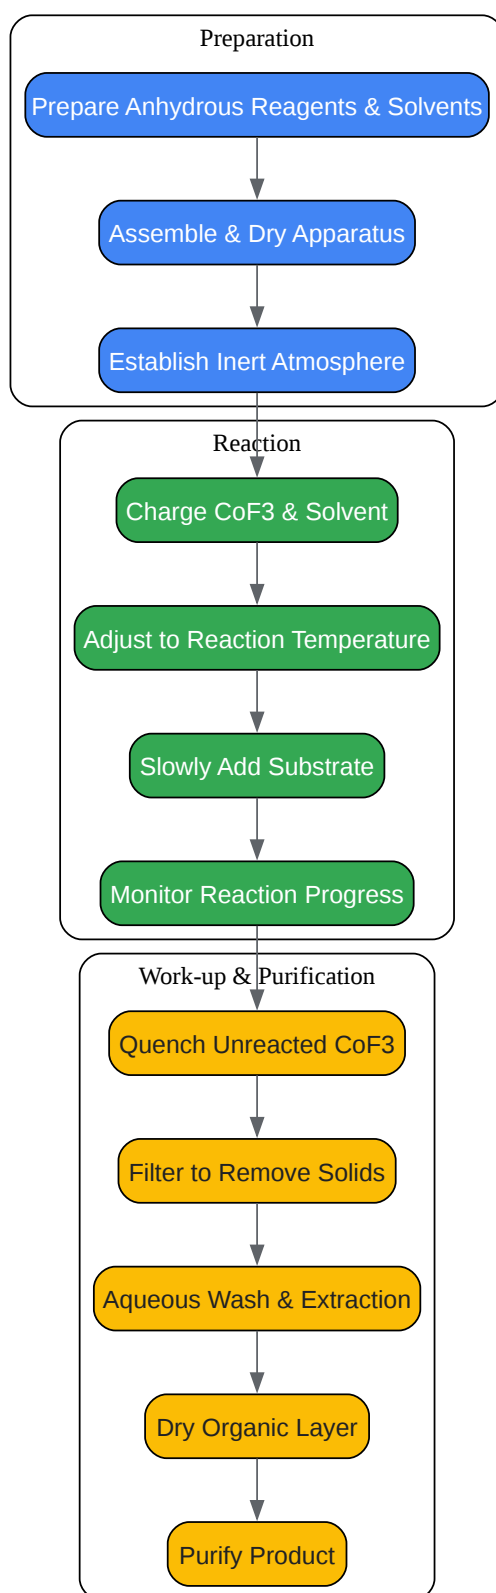 Preparation
Prepare Anhydrous Reagents & Solvents
Assemble & Dry Apparatus
Establish Inert Atmosphere
Reaction
Charge CoF3 & Solvent
Adjust to Reaction Temperature
Slowly Add Substrate
Monitor Reaction Progress
Work-up & Purification
Quench Unreacted CoF3
Filter to Remove Solids
Aqueous Wash & Extraction
Dry Organic Layer
Purify Product